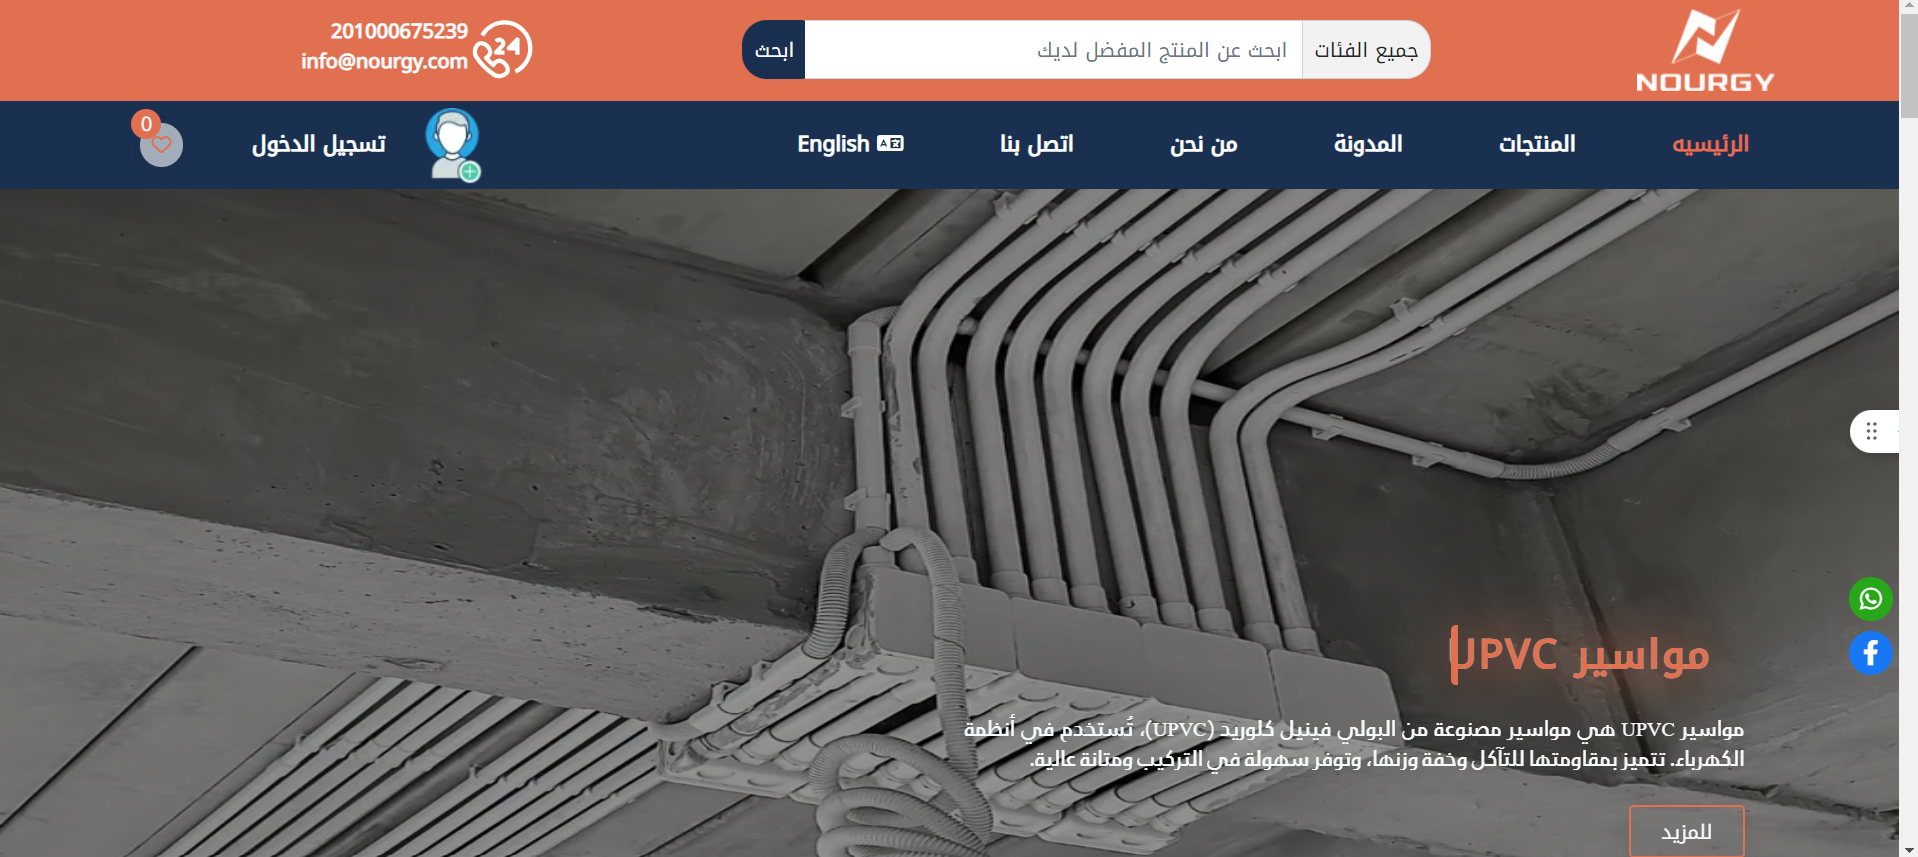 NOURGY
جميع الفئات
ابحث عن المنتج المفضل لديك
ابحث
24
201000675239
info@nourgy.com
الرئيسيه
المنتجات
المدونة
من نحن
اتصل بنا
English
تسجيل الدخول
0
مواسير UPVC
مواسير UPVC هي مواسير مصنوعة من البولي فينيل كلوريد (UPVC)، تُستخدم في أنظمة
الكهرباء. تتميز بمقاومتها للتآكل وخفة وزنها، وتوفر سهولة في التركيب ومتانة عالية.
للمزيد